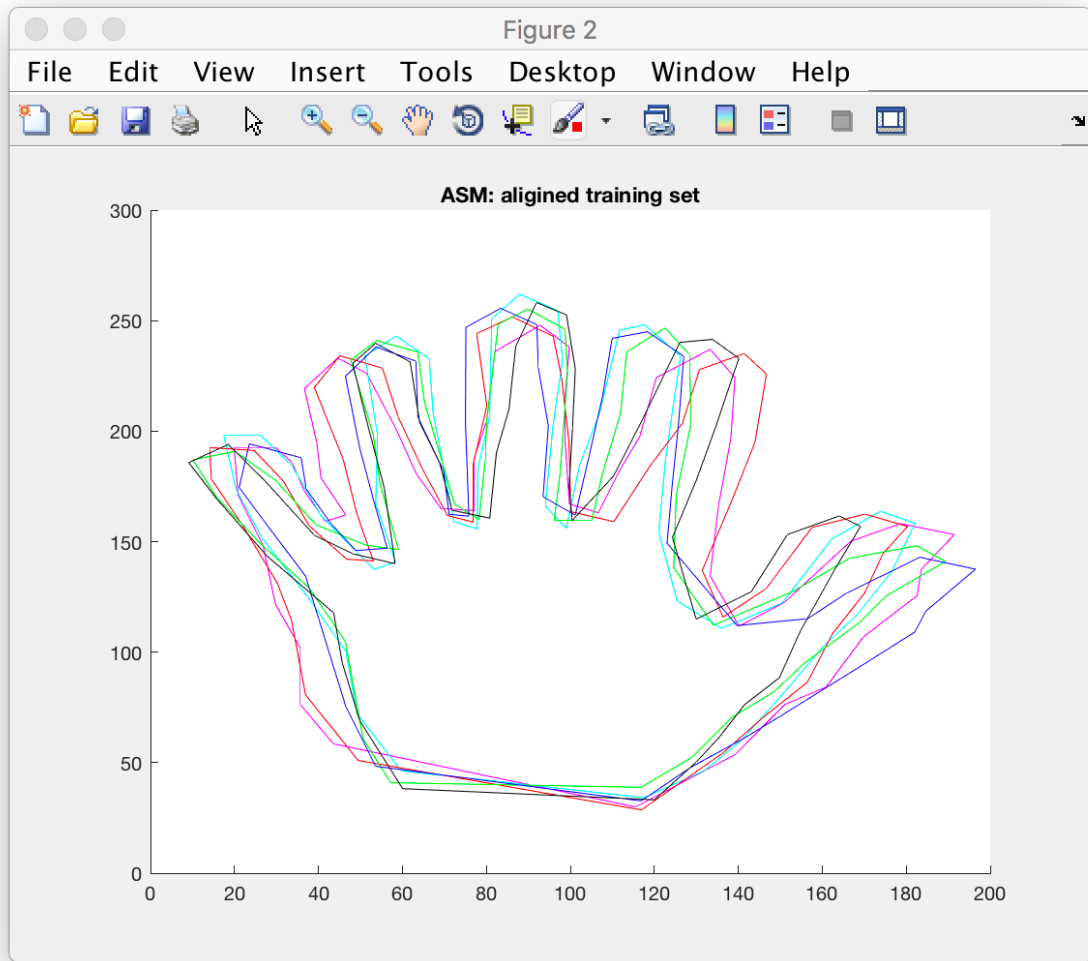 Figure 2
File Edit View Insert Tools Desktop Window Help
ASM: aligined training set
300
250
200
150
100
50
0
0 20 40 60 80 100 120 140 160 180 200